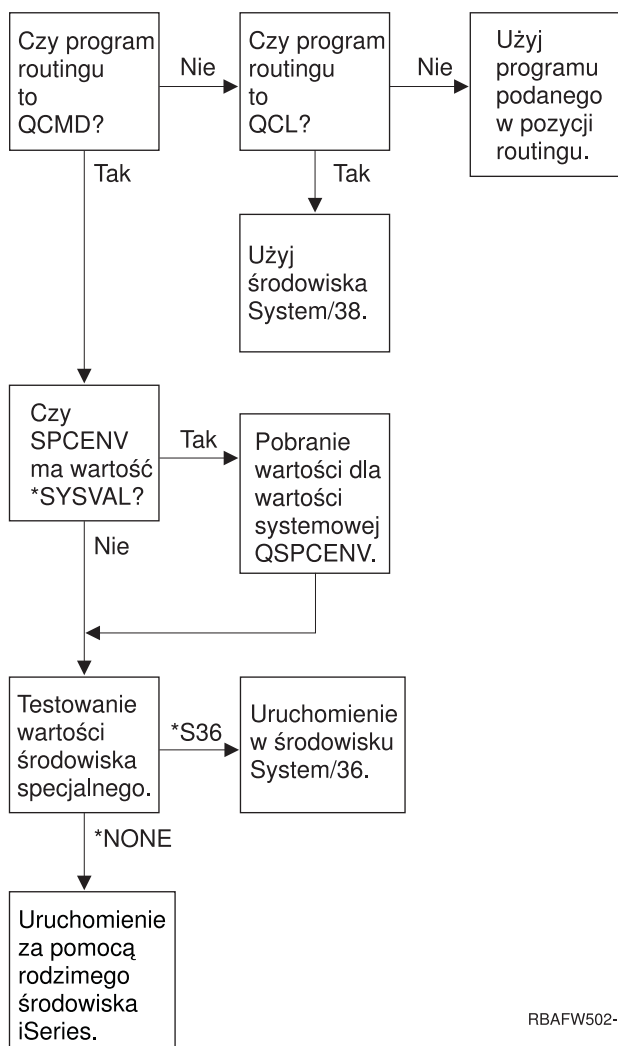 Czy program
routingu
to
QCMD?
Nie
Czy program
routingu
to
QCL?
Nie
Użyj
programu
podanego
w pozycji
routingu.
Tak
Tak
Użyj
środowiska
System/38.
Czy
SPCENV
ma wartość
*SYSVAL?
Tak
Pobranie
wartości dla
wartości
systemowej
QSPCENV.
Nie
Testowanie
wartości
środowiska
specjalnego.
*S36
Uruchomienie
w środowisku
System/36.
*NONE
Uruchomienie
za pomocą
rodzimego
środowiska
iSeries.
RBAFW502-